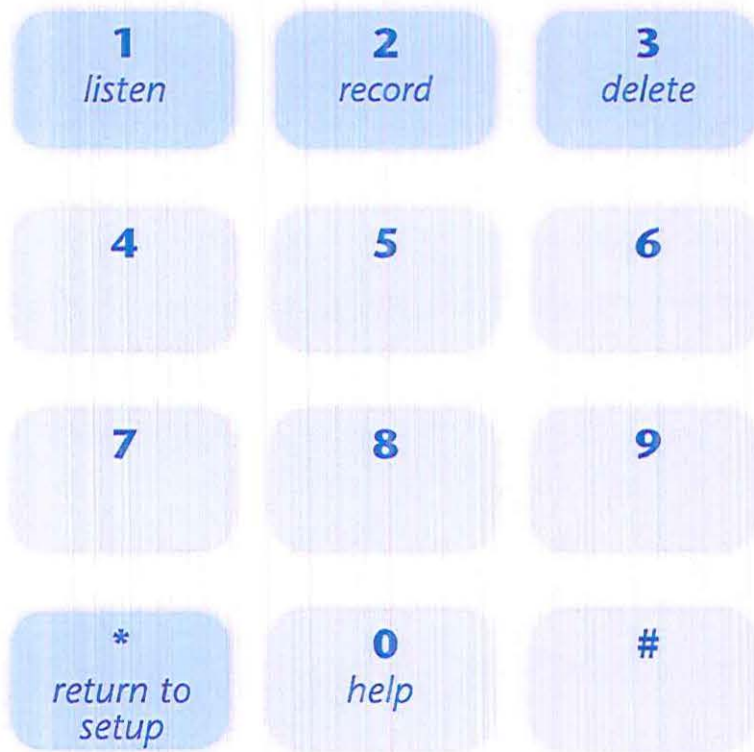 1 2 3
listen record delete
4 5 6
7 8 9
* 0 #
return to help
setup